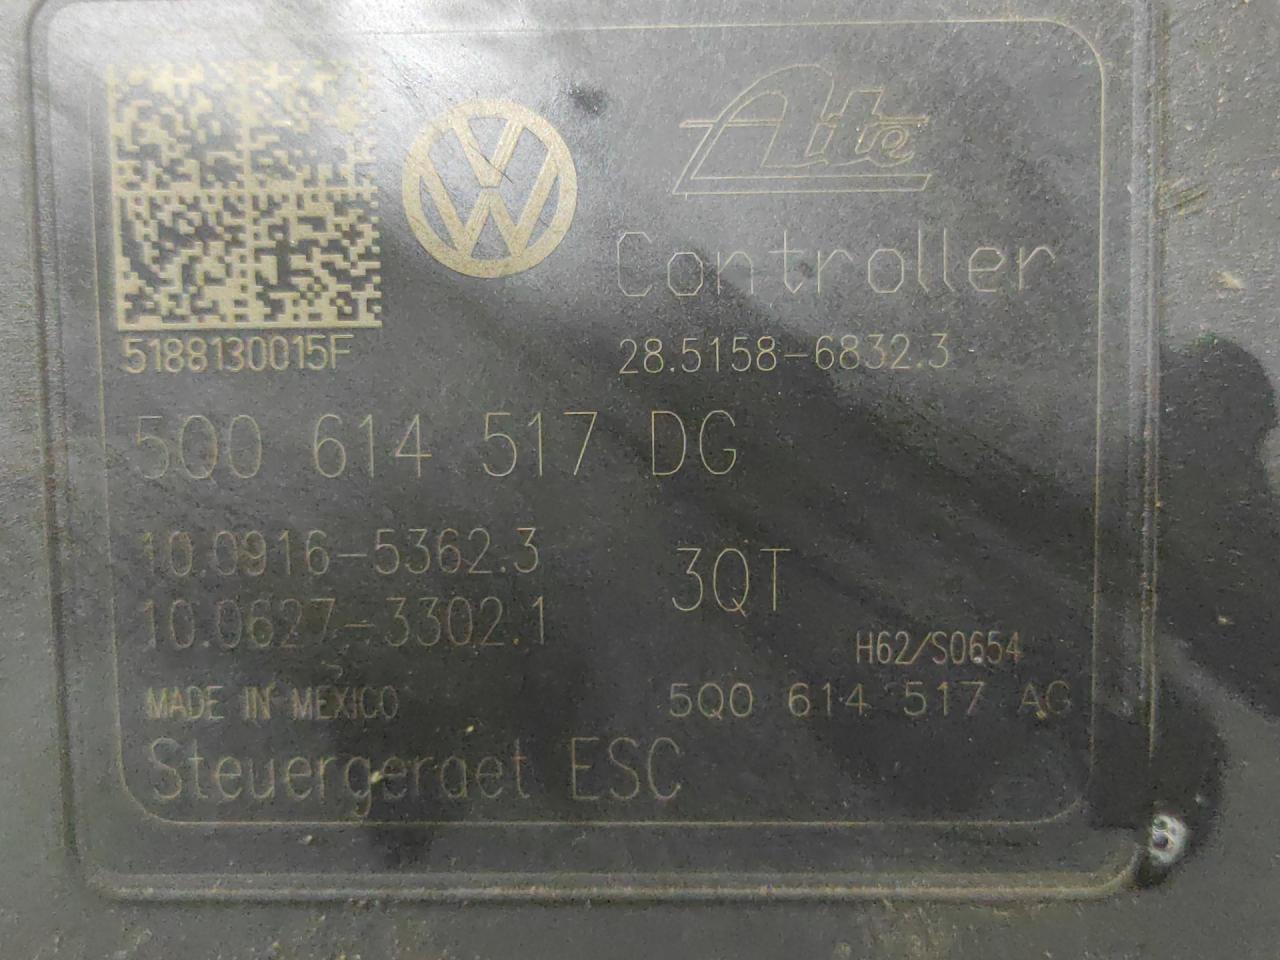 Ate
Controller
5188130015F
28.5158-6832.3
5Q0 614 517 DG
10.0916-5362.3
3QT
10.0627-3302.1
H62/S0654
MADE IN MEXICO
5Q0 614 517 AG
Steuergeraet ESC